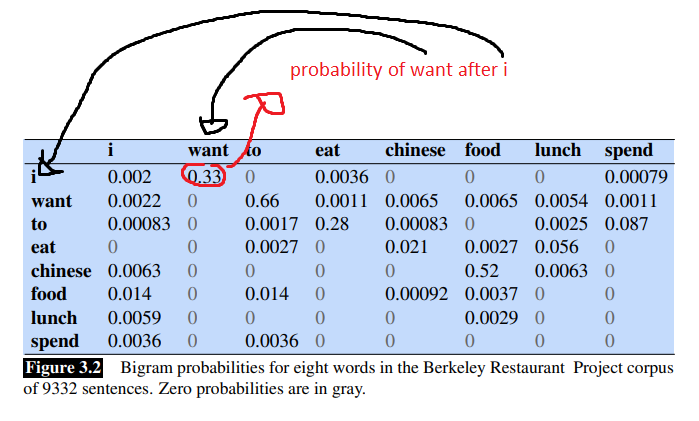 probability of want after i
i want to eat chinese food lunch spend
i 0.002 0.33 0 0.0036 0 0 0 0.00079
want 0.0022 0 0.66 0.0011 0.0065 0.0065 0.0054 0.0011
to 0.00083 0 0.0017 0.28 0.00083 0 0.0025 0.087
eat 0 0 0.0027 0 0.021 0.0027 0.056 0
chinese 0.0063 0 0 0 0 0.52 0.0063 0
food 0.014 0 0.014 0 0.00092 0.0037 0 0
lunch 0.0059 0 0 0 0 0.0029 0 0
spend 0.0036 0 0.0036 0 0 0 0 0
Figure 3.2 Bigram probabilities for eight words in the Berkeley Restaurant Project corpus
of 9332 sentences. Zero probabilities are in gray.